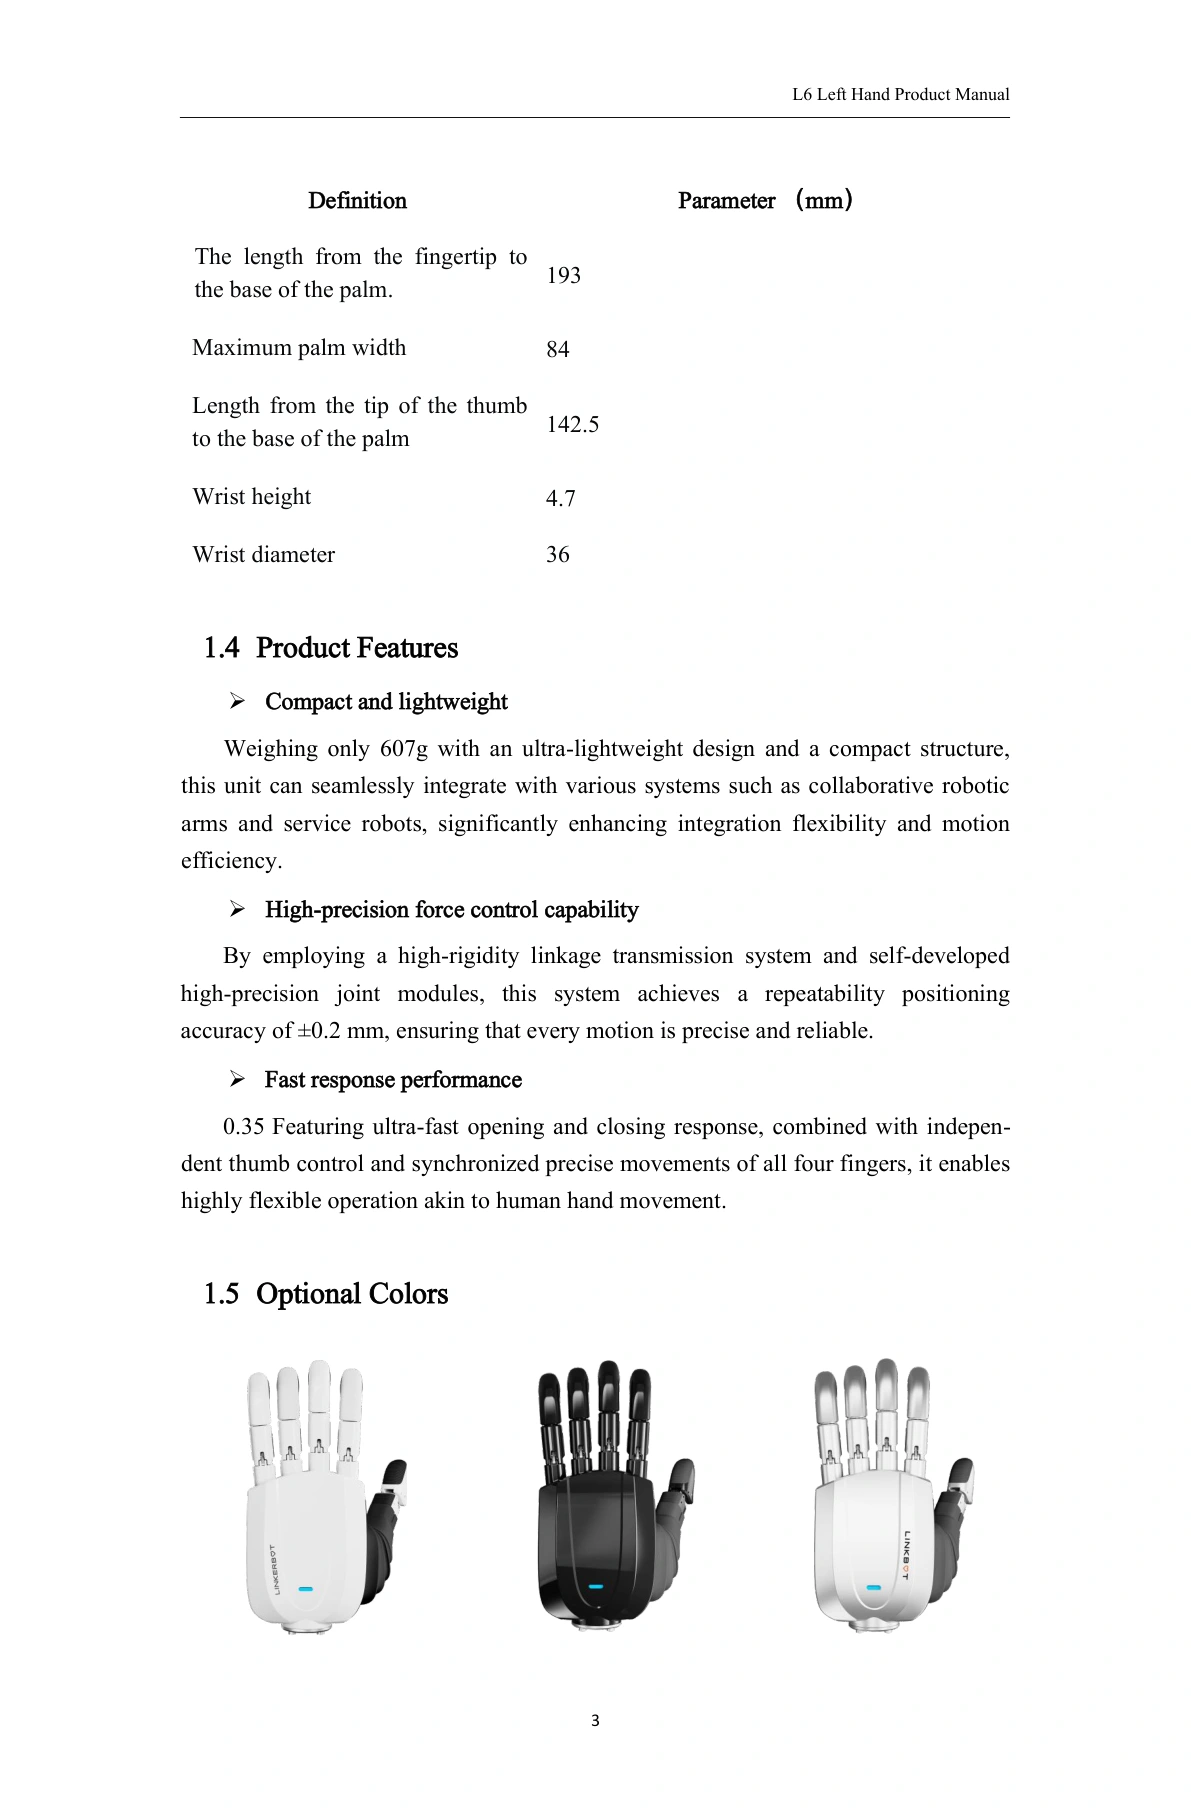 L6 Left Hand Product Manual
Definition
Parameter （mm）
The length from the fingertip to
the base of the palm.
193
Maximum palm width
84
Length from the tip of the thumb
to the base of the palm
142.5
Wrist height
4.7
Wrist diameter
36
1.4 Product Features
➢ Compact and lightweight
Weighing only 607g with an ultra-lightweight design and a compact structure,
this unit can seamlessly integrate with various systems such as collaborative robotic
arms and service robots, significantly enhancing integration flexibility and motion
efficiency.
➢ High-precision force control capability
By employing a high-rigidity linkage transmission system and self-developed
high-precision joint modules, this system achieves a repeatability positioning
accuracy of ±0.2 mm, ensuring that every motion is precise and reliable.
➢ Fast response performance
0.35 Featuring ultra-fast opening and closing response, combined with indepen-
dent thumb control and synchronized precise movements of all four fingers, it enables
highly flexible operation akin to human hand movement.
1.5 Optional Colors
LINKERBOT
LINKBOT
3